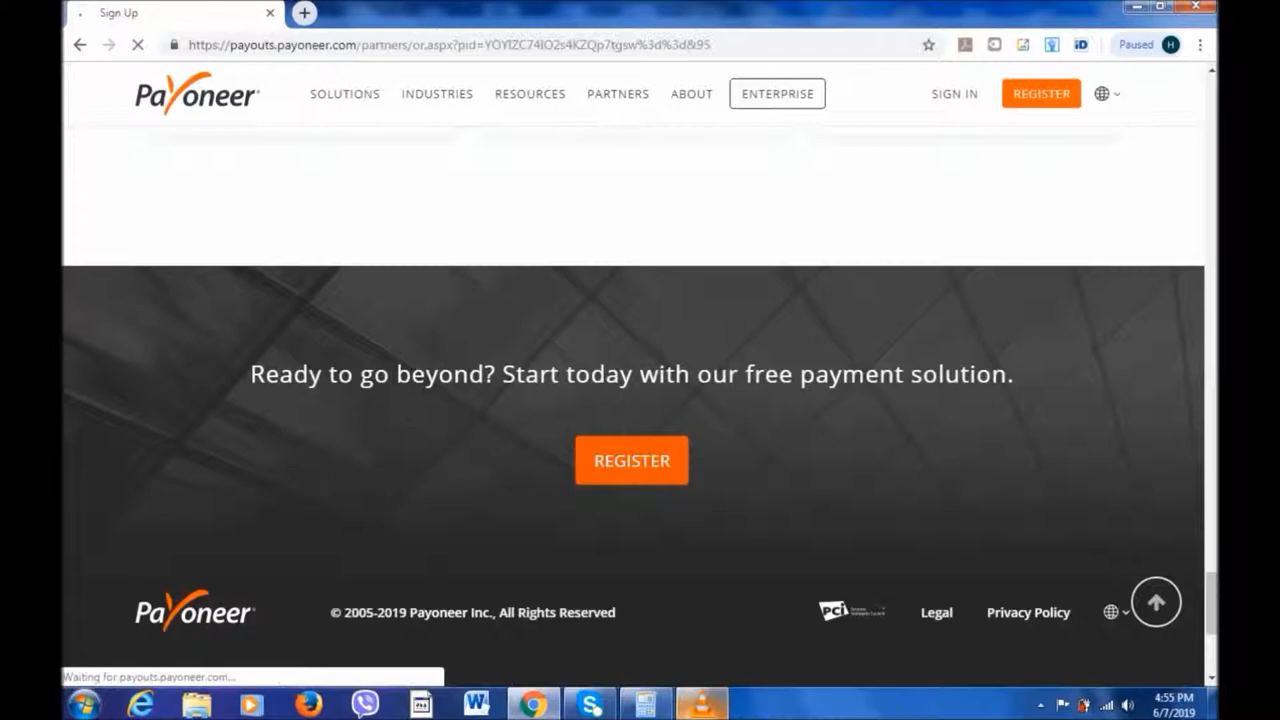 Sign Up
https://payouts.payoneer.com/partners/or.aspx?pid=YOYIZC74IO2s4KZQp7tgsw%3d%3d&95
iD
Paused
H
Payoneer
SOLUTIONS
INDUSTRIES
RESOURCES
PARTNERS
ABOUT
ENTERPRISE
SIGN IN
REGISTER
Ready to go beyond? Start today with our free payment solution.
REGISTER
Payoneer
© 2005-2019 Payoneer Inc., All Rights Reserved
PCI
Legal
Privacy Policy
Waiting for payouts.payoneer.com...
4:55 PM
6/7/2019